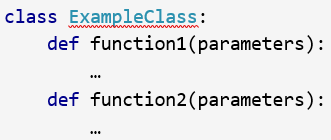 class ExampleClass:
def function1(parameters):
…
def function2(parameters):
…